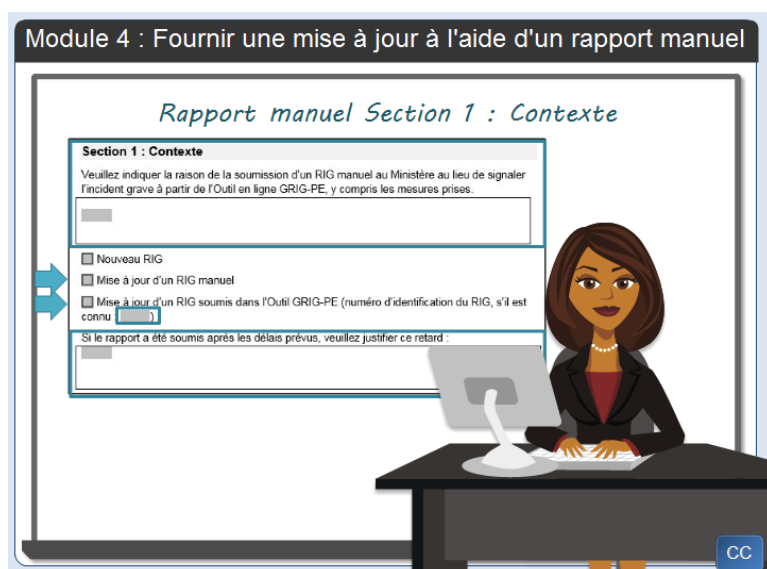 Module 4 : Fournir une mise à jour à l'aide d'un rapport manuel
Rapport manuel Section 1 : Contexte
Section 1 : Contexte
Veuillez indiquer la raison de la soumission d'un RIG manuel au Ministère au lieu de signaler
l'incident grave à partir de l'Outil en ligne GRIG-PE, y compris les mesures prises.
Nouveau RIG
Mise à jour d'un RIG manuel
Mise à jour d'un RIG soumis dans l'Outil GRIG-PE (numéro d'identification du RIG, s'il est
connu : )
Si le rapport a été soumis après les délais prévus, veuillez justifier ce retard :
CC